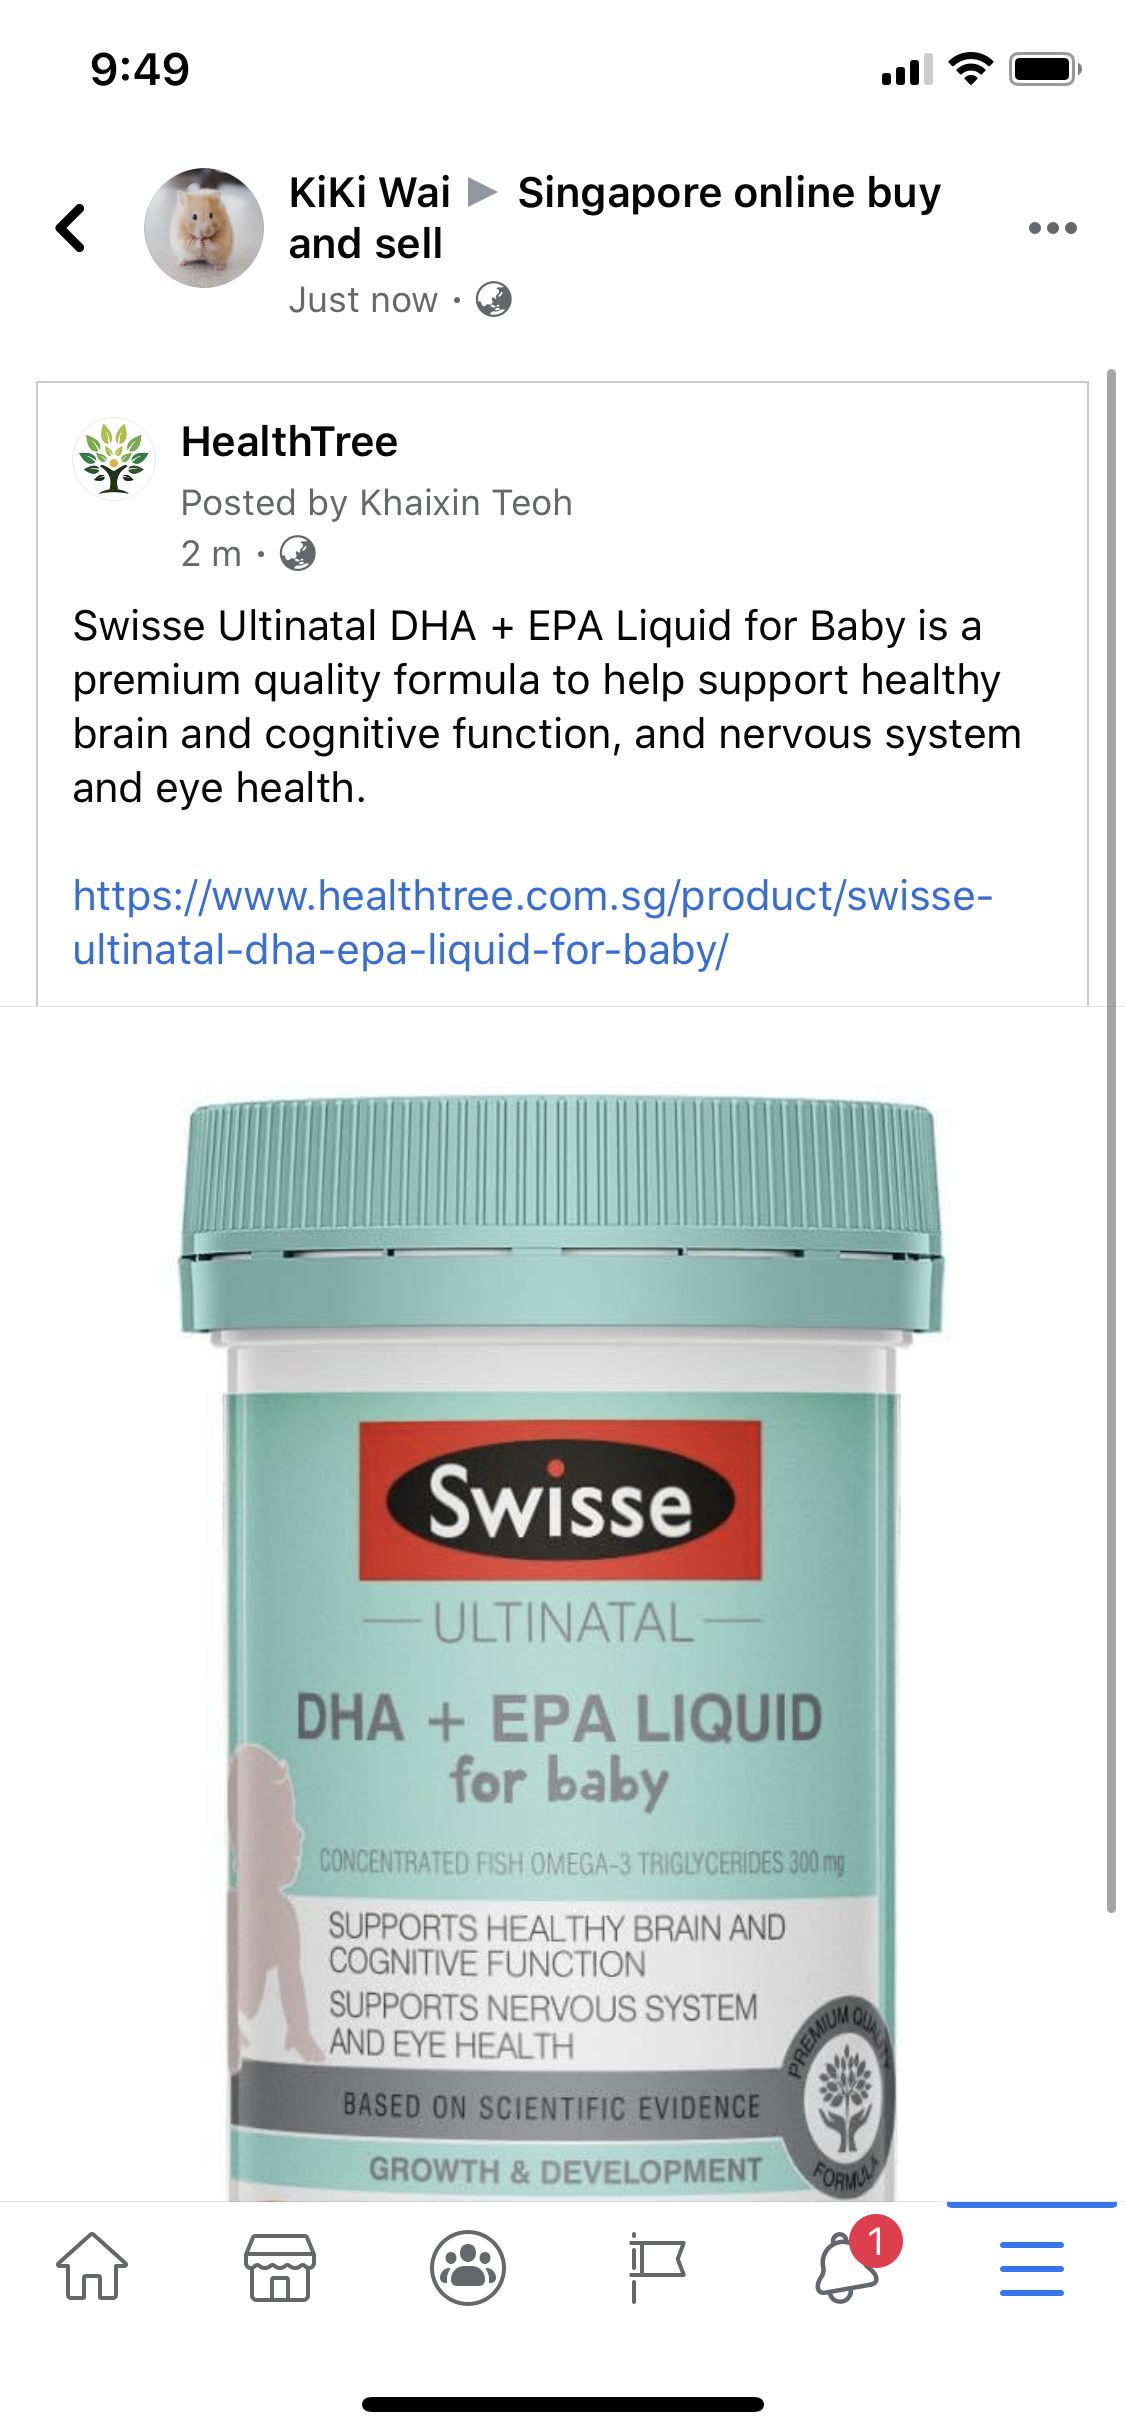 9:49
KiKi Wai ▶ Singapore online buy
and sell
Just now ·
HealthTree
Posted by Khaixin Teoh
2 m ·
Swisse Ultinatal DHA + EPA Liquid for Baby is a
premium quality formula to help support healthy
brain and cognitive function, and nervous system
and eye health.
https://www.healthtree.com.sg/product/swisse-
ultinatal-dha-epa-liquid-for-baby/
Swisse
ULTINATAL
DHA + EPA LIQUID
for baby
CONCENTRATED FISH OMEGA-3 TRIGLYCERIDES 300 mg
SUPPORTS HEALTHY BRAIN AND
COGNITIVE FUNCTION
SUPPORTS NERVOUS SYSTEM
AND EYE HEALTH
BASED ON SCIENTIFIC EVIDENCE
PREMIUM QUALITY
FORMULA
GROWTH & DEVELOPMENT
1